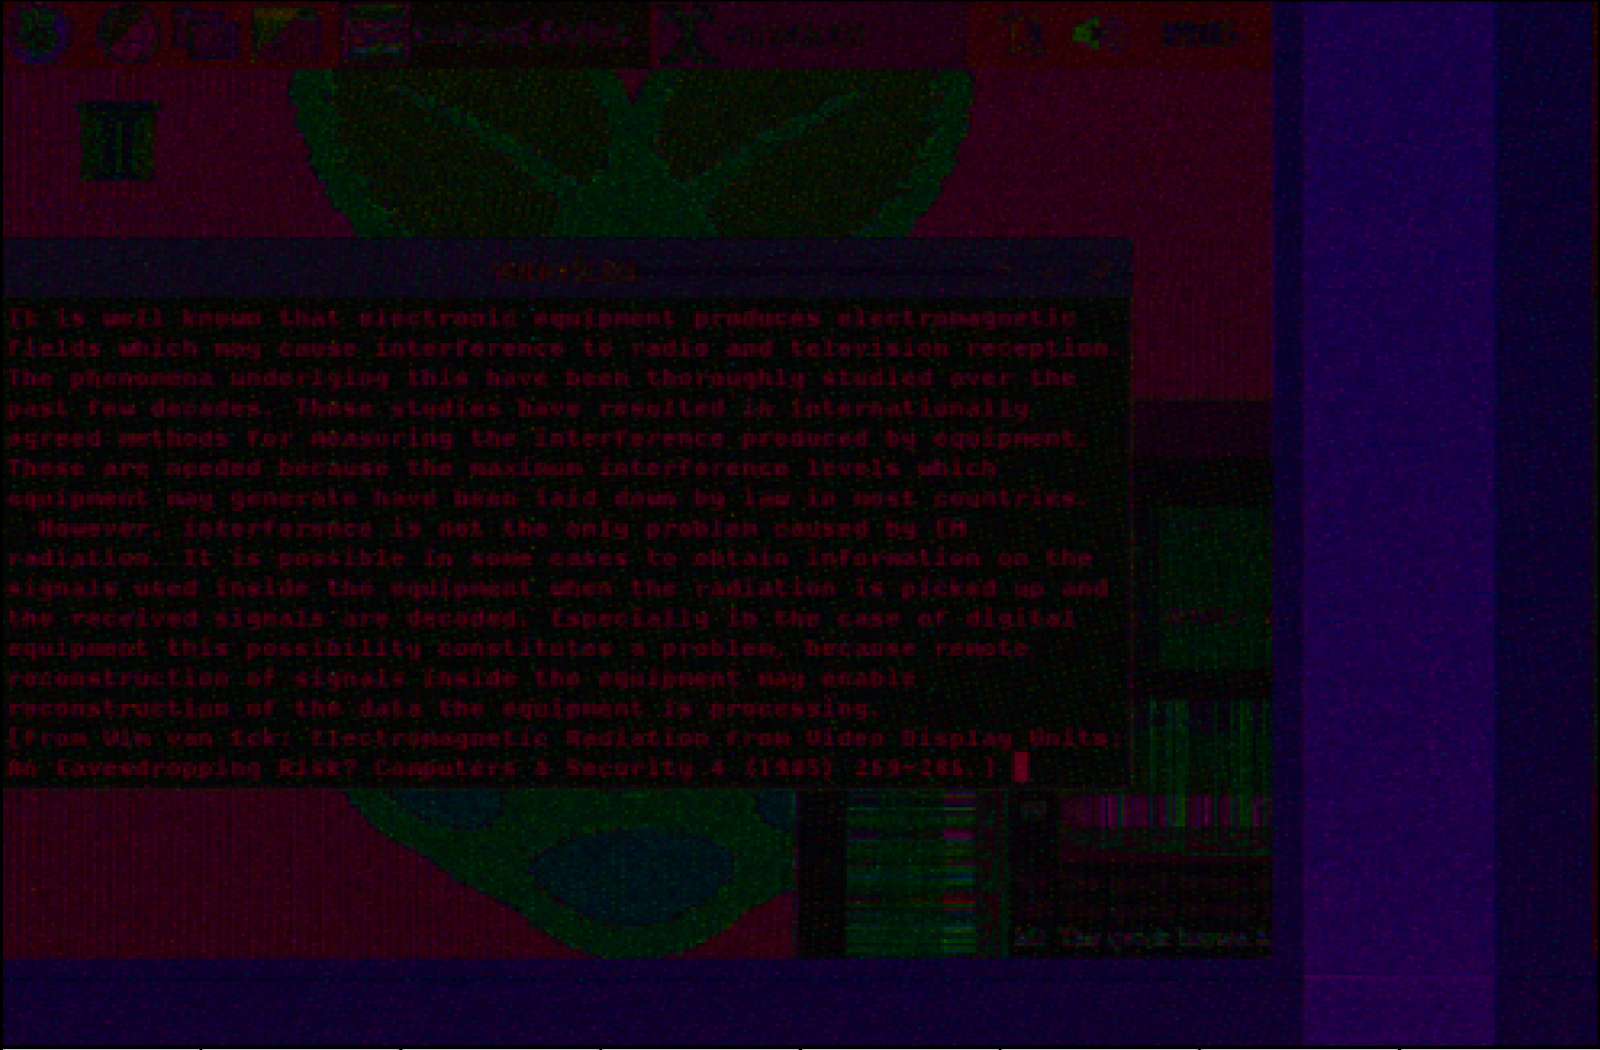 It is well known that electronic equipment produces electromagnetic
fields which may cause interference to radio and television reception.
The phenomena underlying this have been thoroughly studied over the
past few decades. These studies have resulted in internationally
agreed methods for measuring the interference produced by equipment.
These are needed because the maximum interference levels which
equipment may generate have been laid down by law in most countries.
However, interference is not the only problem caused by EM
radiation. It is possible in some cases to obtain information on the
signals used inside the equipment when the radiation is picked up and
the received signals are decoded. Especially in the case of digital
equipment this possibility constitutes a problem, because remote
reconstruction of signals inside the equipment may enable
reconstruction of the data the equipment is processing.
[From Wim van Eck: Electromagnetic Radiation from Video Display Units:
An Eavesdropping Risk? Computers & Security 4 (1985) 269-286.]